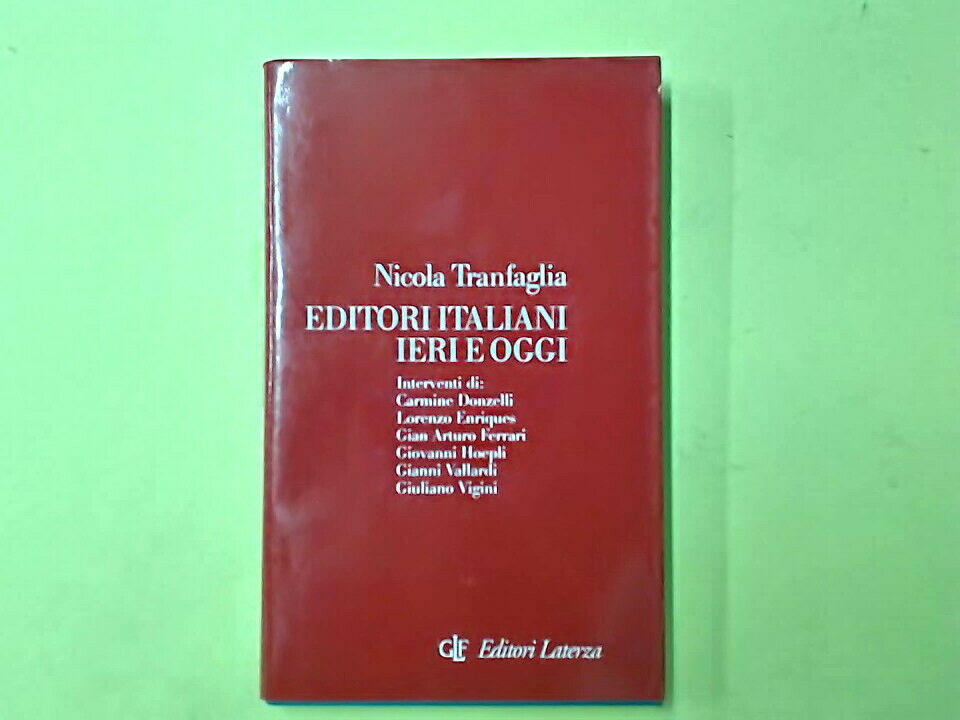 Nicola Tranfaglia
EDITORI ITALIANI
IERI E OGGI
Interventi di:
Carmine Donzelli
Lorenzo Enriques
Gian Arturo Ferrari
Giovanni Hoepli
Gianni Vallardi
Giuliano Vigini
GLF Editori Laterza